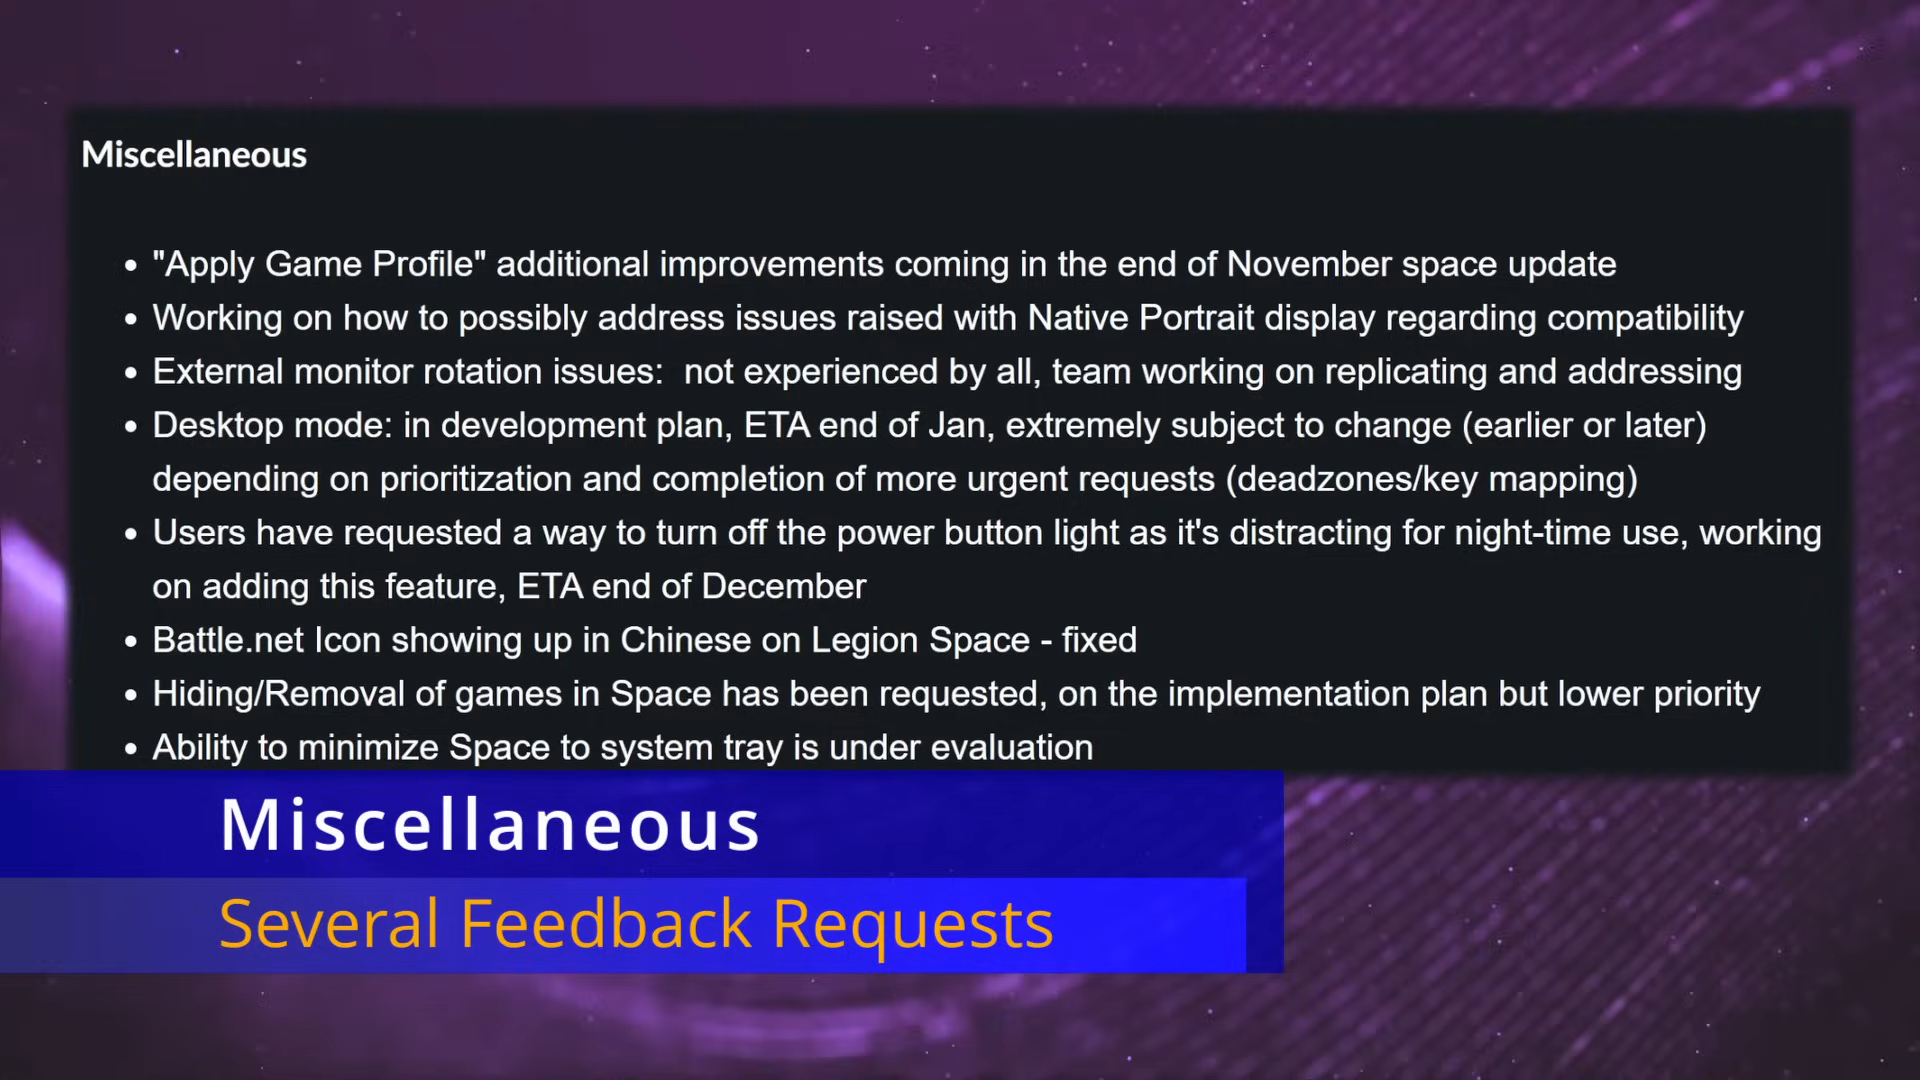 Miscellaneous
• "Apply Game Profile" additional improvements coming in the end of November space update
• Working on how to possibly address issues raised with Native Portrait display regarding compatibility
• External monitor rotation issues:  not experienced by all, team working on replicating and addressing
• Desktop mode: in development plan, ETA end of Jan, extremely subject to change (earlier or later)
depending on prioritization and completion of more urgent requests (deadzones/key mapping)
• Users have requested a way to turn off the power button light as it's distracting for night-time use, working
on adding this feature, ETA end of December
• Battle.net Icon showing up in Chinese on Legion Space - fixed
• Hiding/Removal of games in Space has been requested, on the implementation plan but lower priority
• Ability to minimize Space to system tray is under evaluation
Miscellaneous
Several Feedback Requests